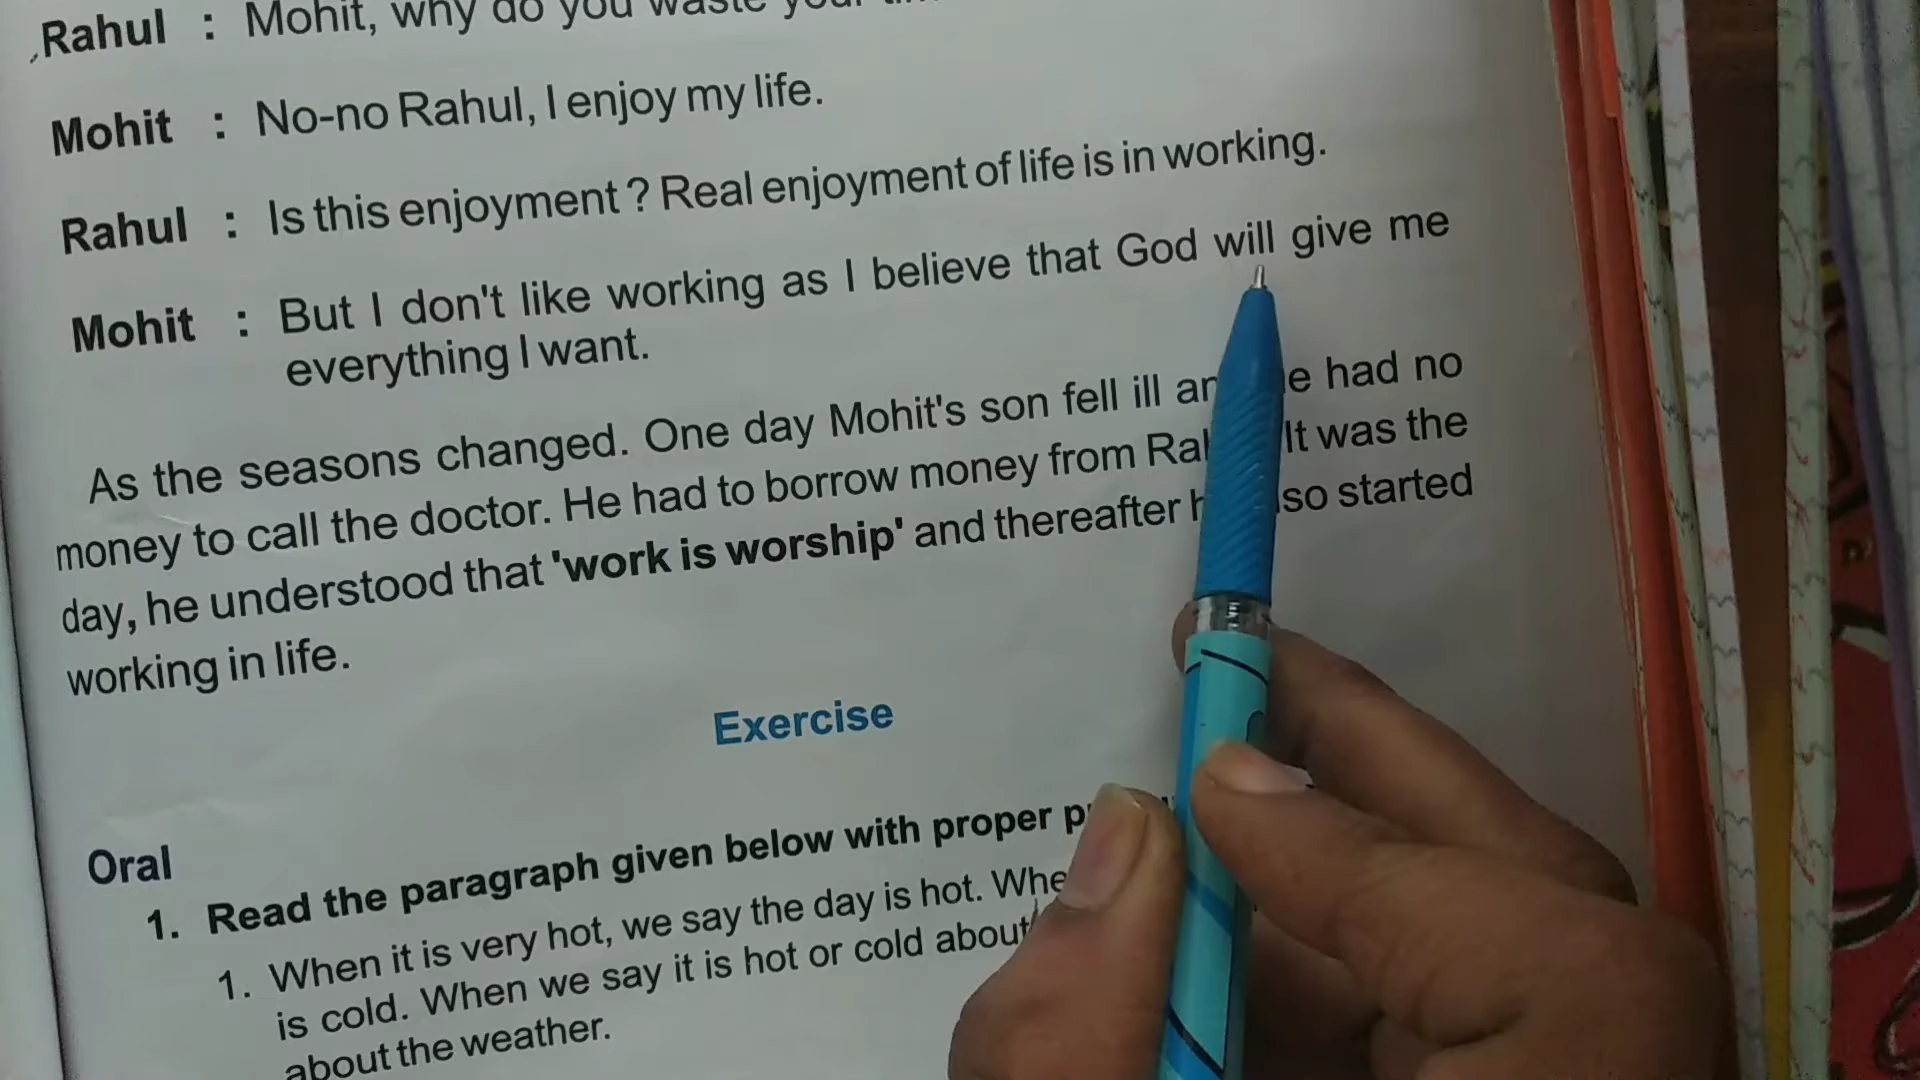 Rahul : Mohit, why do you waste your
Mohit : No-no Rahul, I enjoy my life.
Rahul : Is this enjoyment ? Real enjoyment of life is in working.
Mohit : But I don't like working as I believe that God will give me
everything I want.
As the seasons changed. One day Mohit's son fell ill had no
money to call the doctor. He had to borrow money from It was the
day, he understood that 'work is worship' and thereafter started
working in life.
Exercise
Oral
1. Read the paragraph given below with proper
1. When it is very hot, we say the day is hot.
is cold. When we say it is hot or cold about
about the weather.